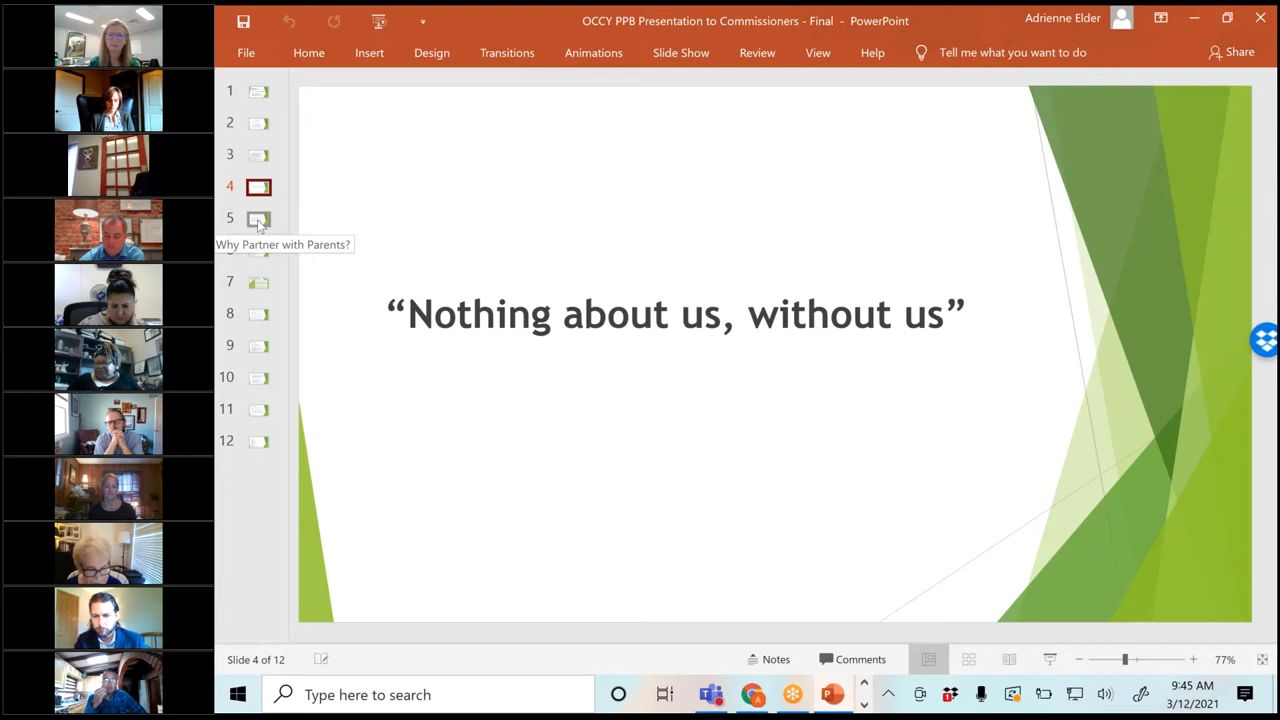 OCCY PPB Presentation to Commissioners - Final - PowerPoint
Adrienne Elder
File Home Insert Design Transitions Animations Slide Show Review View Help Tell me what you want to do Share
1
2
3
4
5
Why Partner with Parents?
7
8
9
10
11
12
“Nothing about us, without us”
Slide 4 of 12
Notes
Comments
77%
Type here to search
9:45 AM
3/12/2021